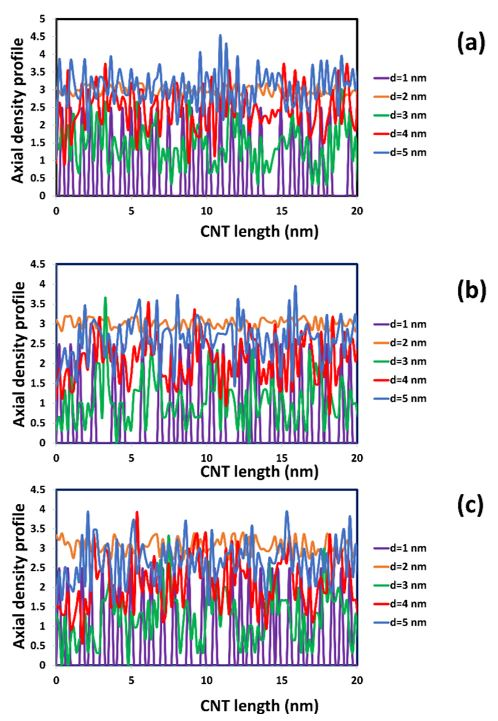 (a)
Axial density profile
5
4.5
4
3.5
3
2.5
2
1.5
1
0.5
0
0 5 10 15 20
CNT length (nm)
d=1 nm
d=2 nm
d=3 nm
d=4 nm
d=5 nm
(b)
Axial density profile
4.5
4
3.5
3
2.5
2
1.5
1
0.5
0
0 5 10 15 20
CNT length (nm)
d=1 nm
d=2 nm
d=3 nm
d=4 nm
d=5 nm
(c)
Axial density profile
4.5
4
3.5
3
2.5
2
1.5
1
0.5
0
0 5 10 15 20
CNT length (nm)
d=1 nm
d=2 nm
d=3 nm
d=4 nm
d=5 nm